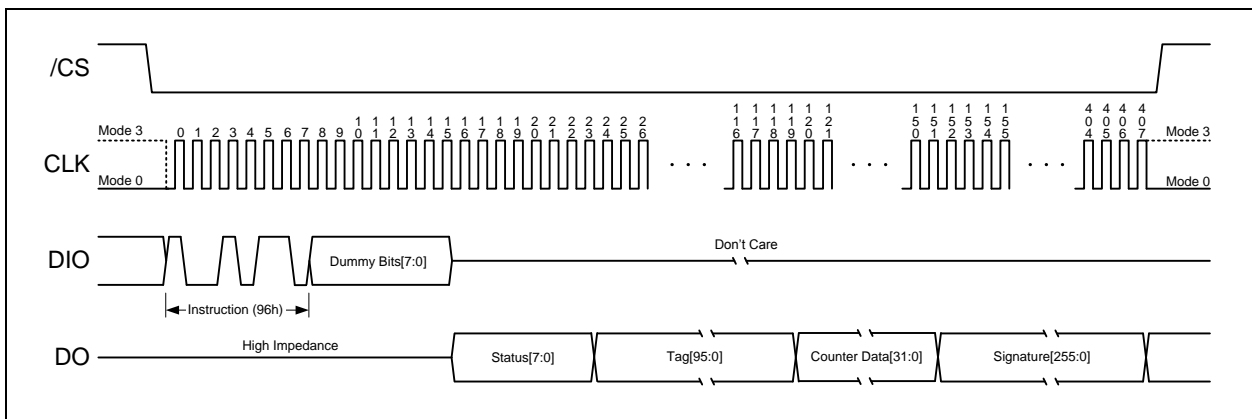 /CS
Mode 3
0 1 2 3 4 5 6 7 8 9 10 11 12 13 14 15 16 17 18 19 20 21 22 23 24 25 26 116 117 118 119 120 121 150 151 152 153 154 155 404 405 406 407
Mode 3
CLK
. . .
. . .
. . .
Mode 0
Mode 0
DIO
Dummy Bits[7:0]
Don't Care
Instruction (96h)
DO
High Impedance
Status[7:0]
Tag[95:0]
Counter Data[31:0]
Signature[255:0]